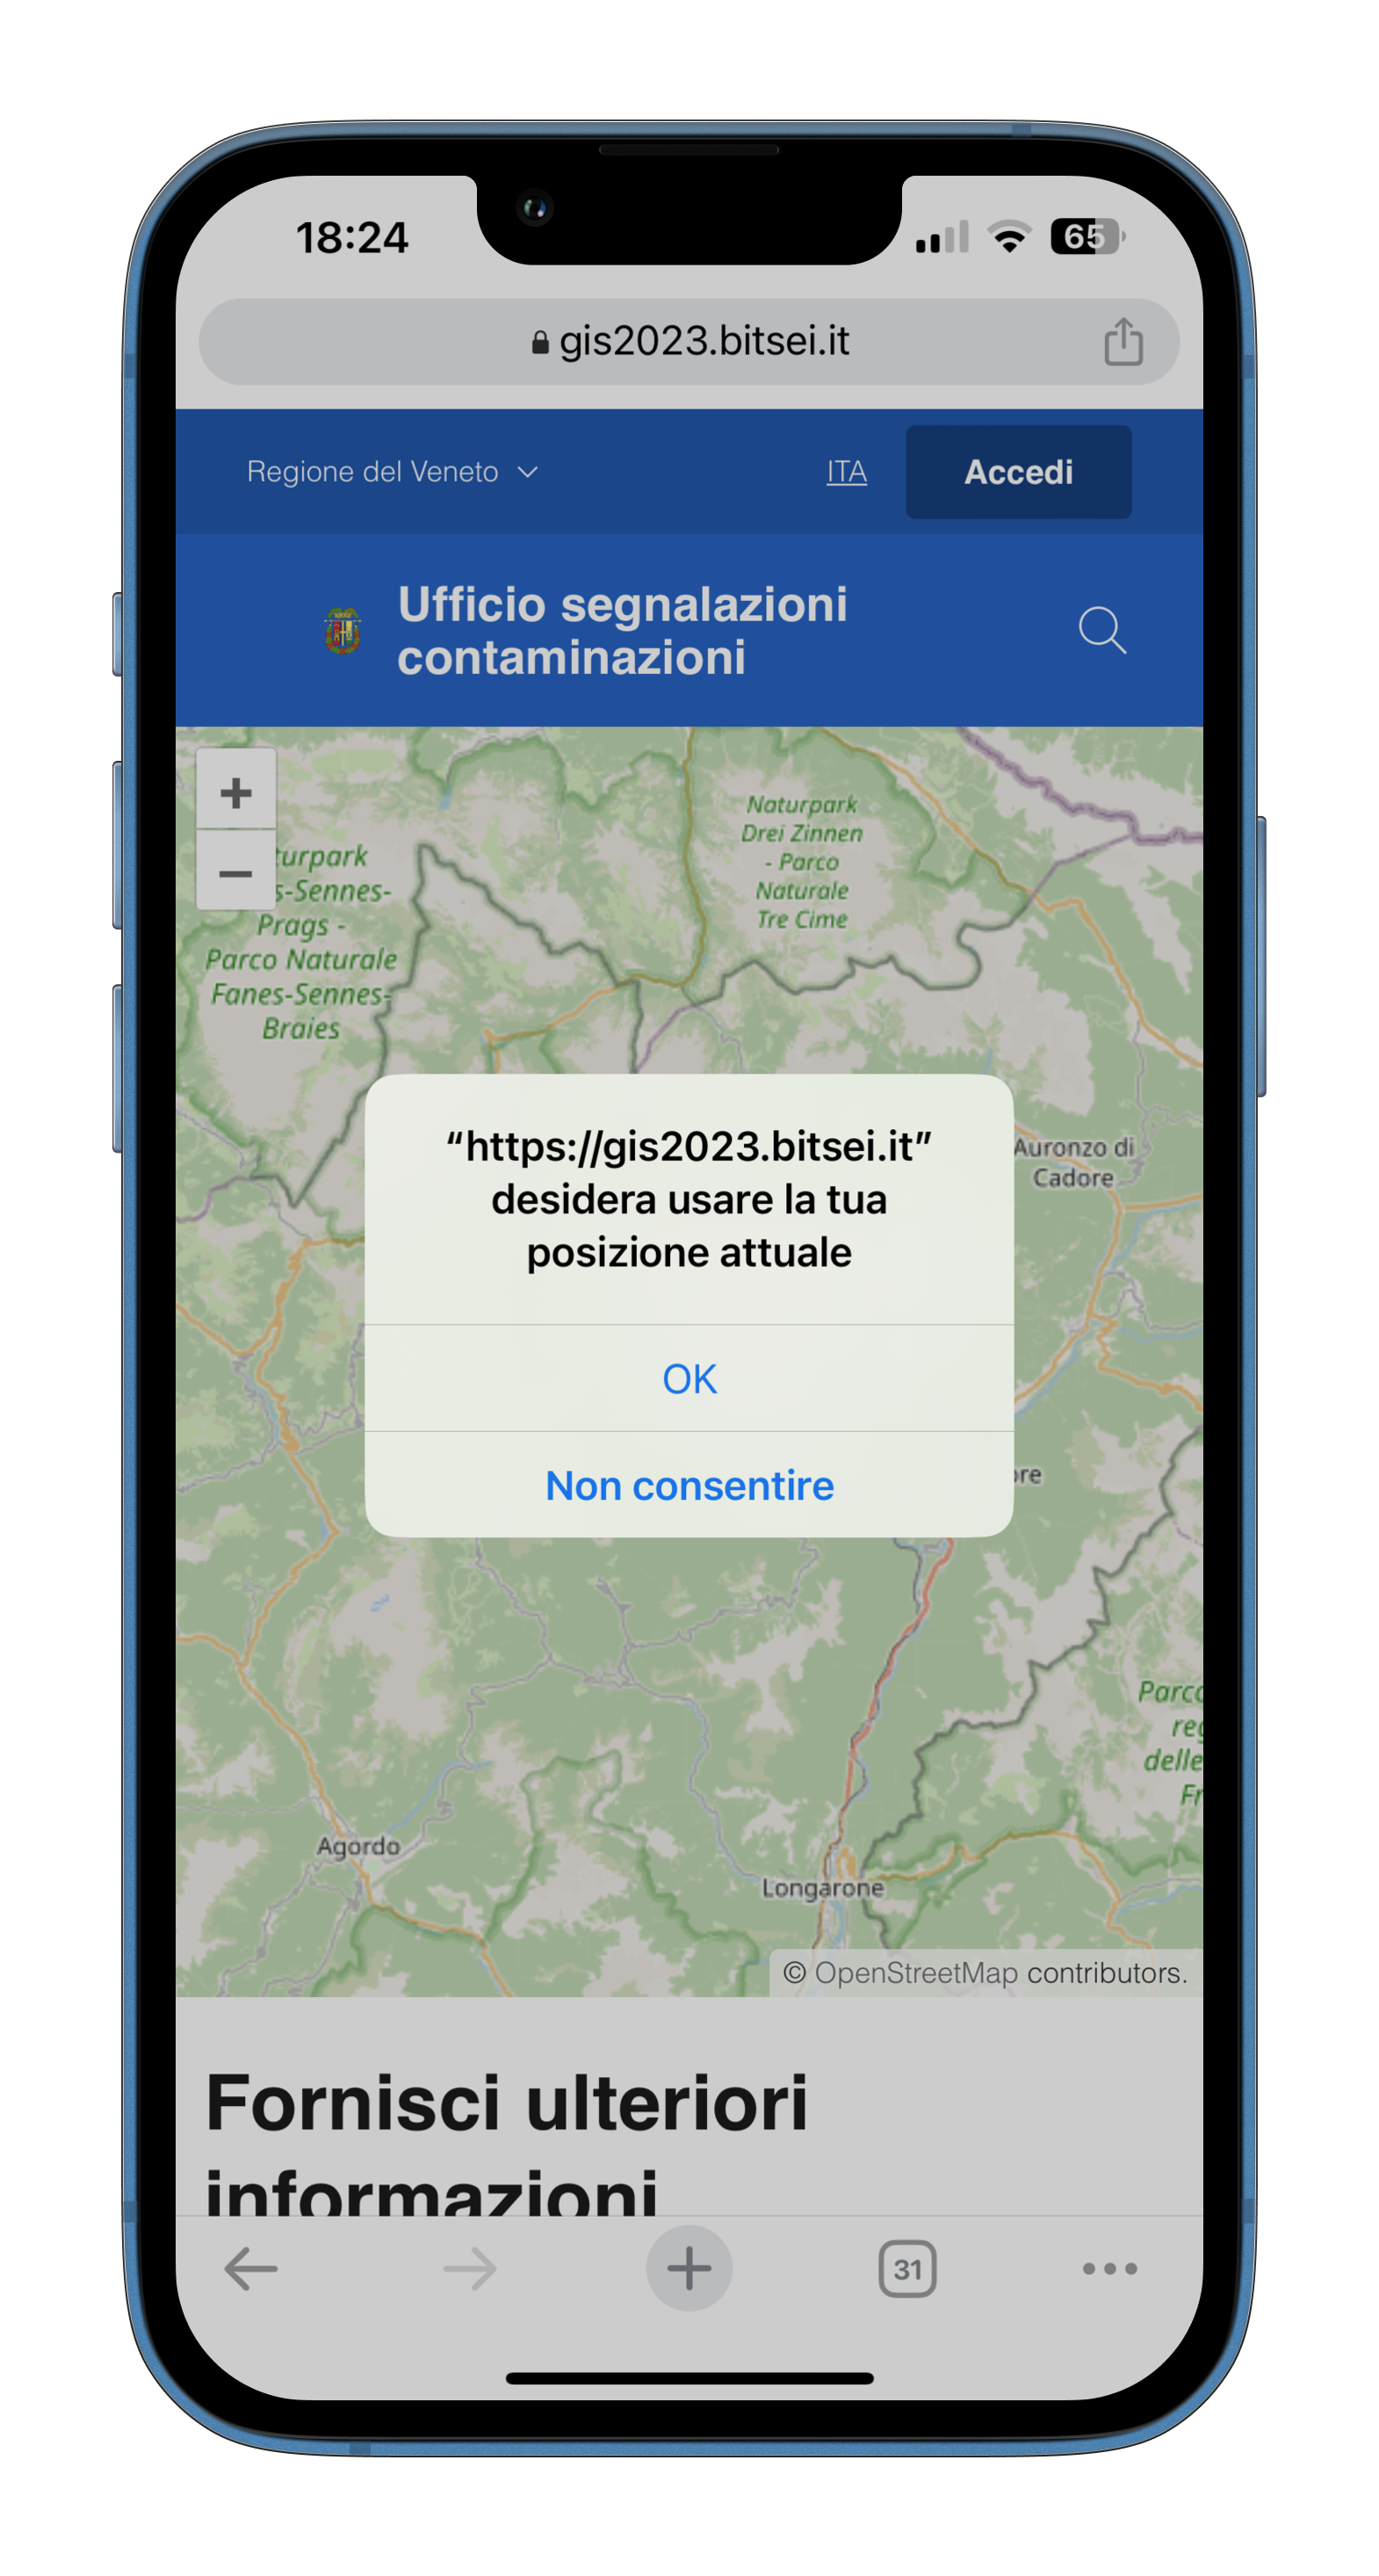 18:24
65
gis2023.bitsei.it
Regione del Veneto
ITA
Accedi
Ufficio segnalazioni
contaminazioni
+
−
Naturpark
Drei Zinnen
- Parco
Naturale
Tre Cime
turpark
s-Sennes-
Prags -
Parco Naturale
Fanes-Sennes-
Braies
“https://gis2023.bitsei.it”
desidera usare la tua
posizione attuale
OK
Non consentire
Auronzo di
Cadore
ore
Parco
reg
delle
Fr
Agordo
Longarone
© OpenStreetMap contributors.
Fornisci ulteriori
informazioni
31